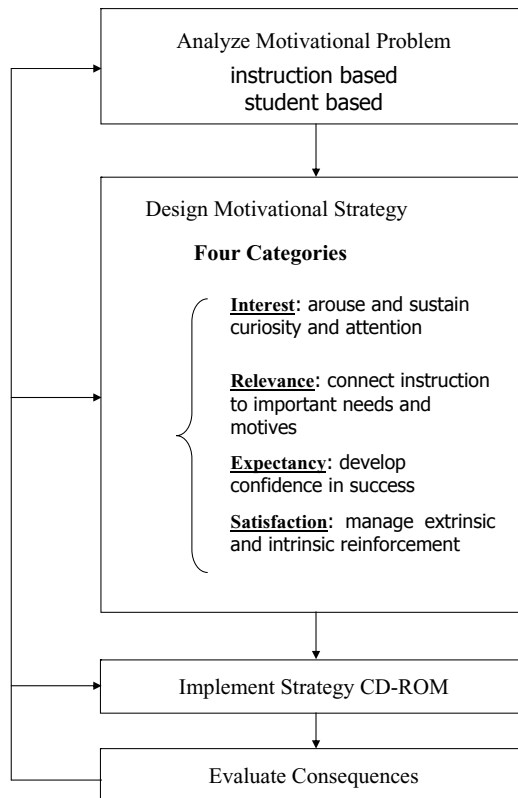 Analyze Motivational Problem
instruction based
student based
Design Motivational Strategy
Four Categories
Interest: arouse and sustain
curiosity and attention
Relevance: connect instruction
to important needs and
motives
Expectancy: develop
confidence in success
Satisfaction: manage extrinsic
and intrinsic reinforcement
Implement Strategy CD-ROM
Evaluate Consequences